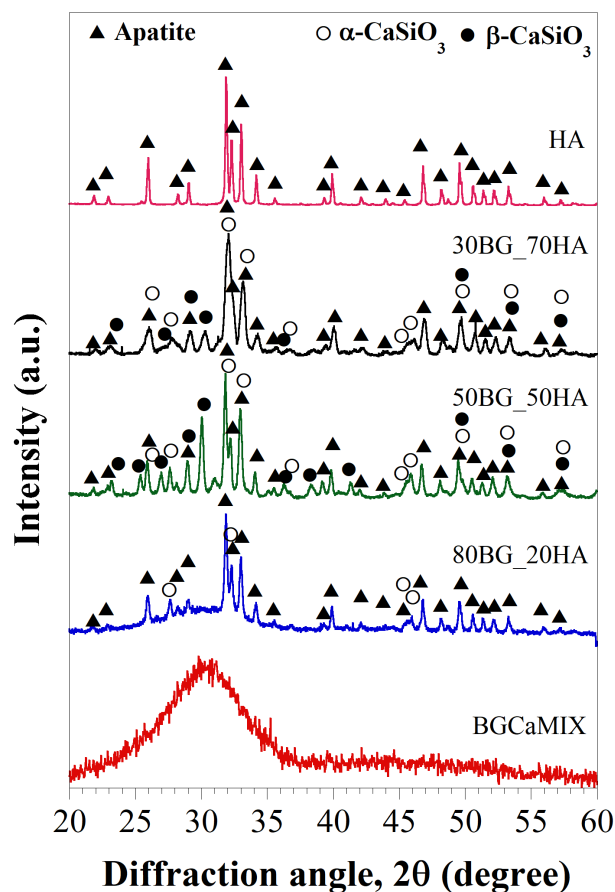 Apatite α-CaSiO₃ β-CaSiO₃
HA
30BG_70HA
50BG_50HA
80BG_20HA
BGCaMIX
Intensity (a.u.)
20 25 30 35 40 45 50 55 60
Diffraction angle, 2θ (degree)